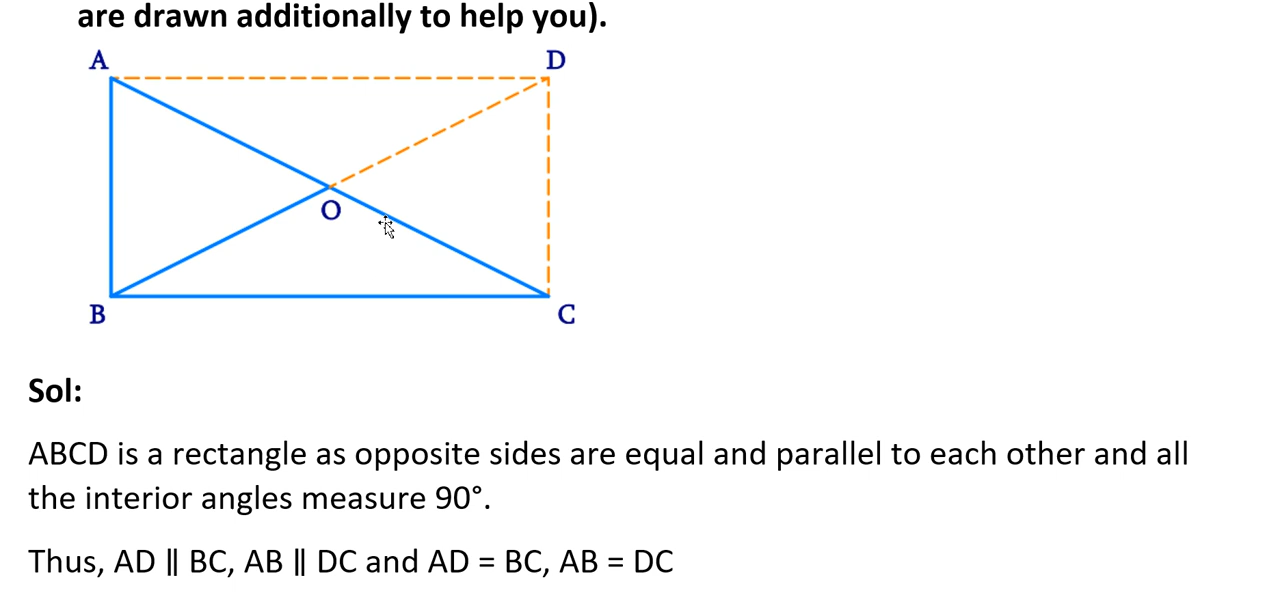 are drawn additionally to help you).
A D
O
B C
Sol:
ABCD is a rectangle as opposite sides are equal and parallel to each other and all
the interior angles measure 90°.
Thus, AD ∥ BC, AB ∥ DC and AD = BC, AB = DC